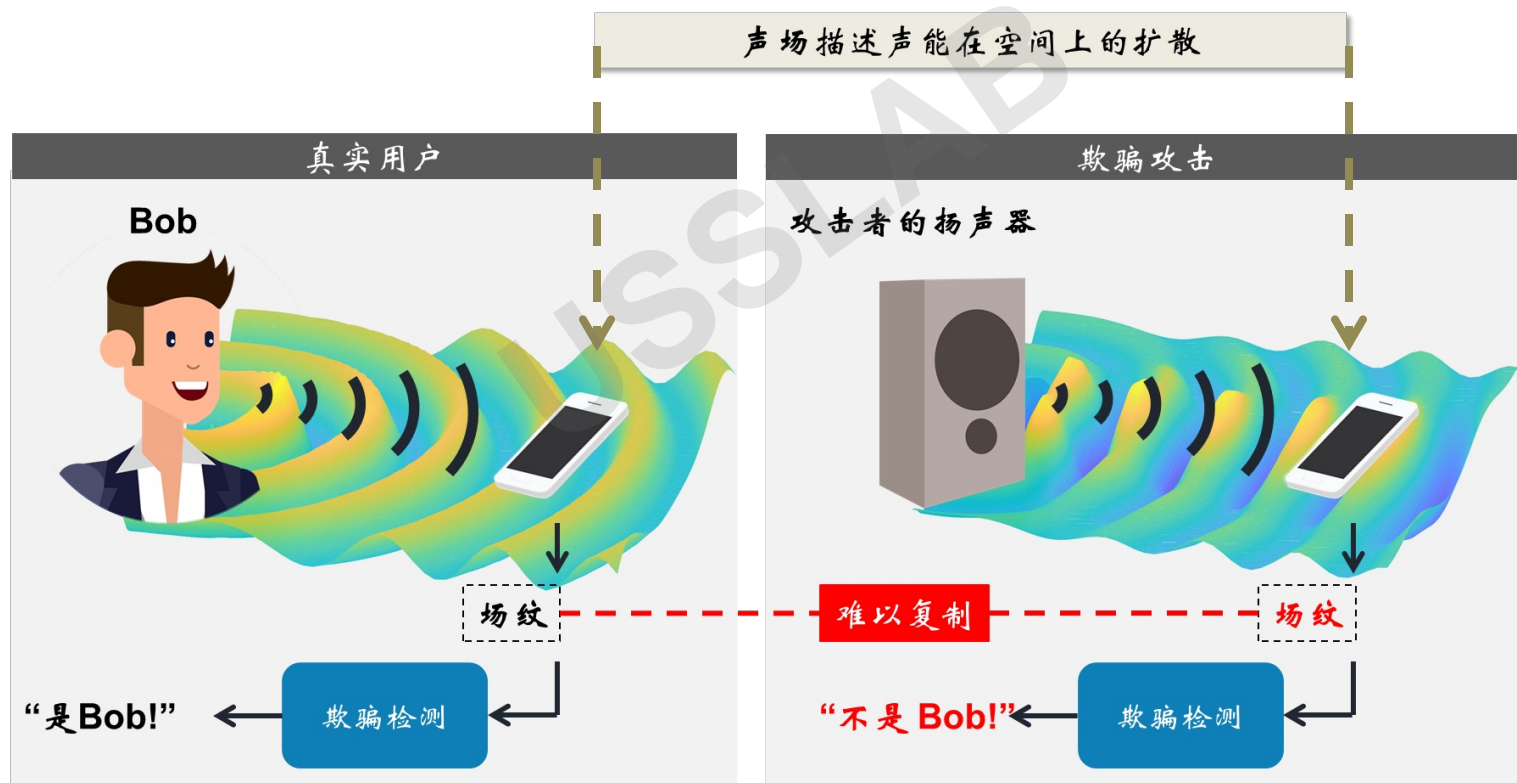 声场描述声能在空间上的扩散
真实用户
Bob
场纹
欺骗检测
“是Bob!”
欺骗攻击
攻击者的扬声器
难以复制
场纹
欺骗检测
“不是 Bob!”
USSLAB